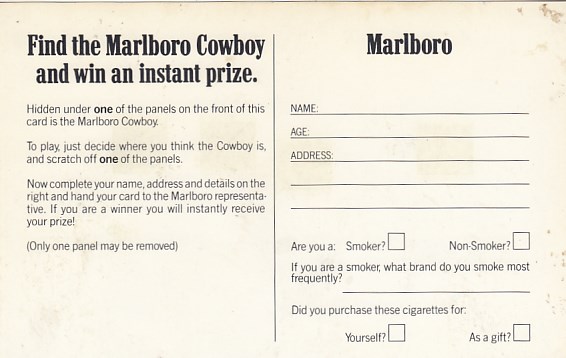 Find the Marlboro Cowboy
and win an instant prize.
Hidden under one of the panels on the front of this
card is the Marlboro Cowboy.
To play, just decide where you think the Cowboy is,
and scratch off one of the panels.
Now complete your name, address and details on the
right and hand your card to the Marlboro representa-
tive. If you are a winner you will instantly receive
your prize!
(Only one panel may be removed)
Marlboro
NAME:
AGE:
ADDRESS:
Are you a: Smoker? Non-Smoker?
If you are a smoker, what brand do you smoke most
frequently?
Did you purchase these cigarettes for:
Yourself? As a gift?